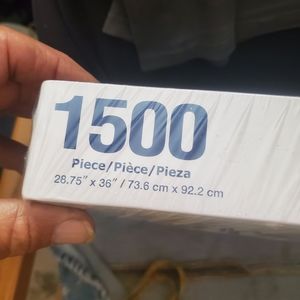 1500
Piece/Pièce/Pieza
28.75" x 36" / 73.6 cm x 92.2 cm